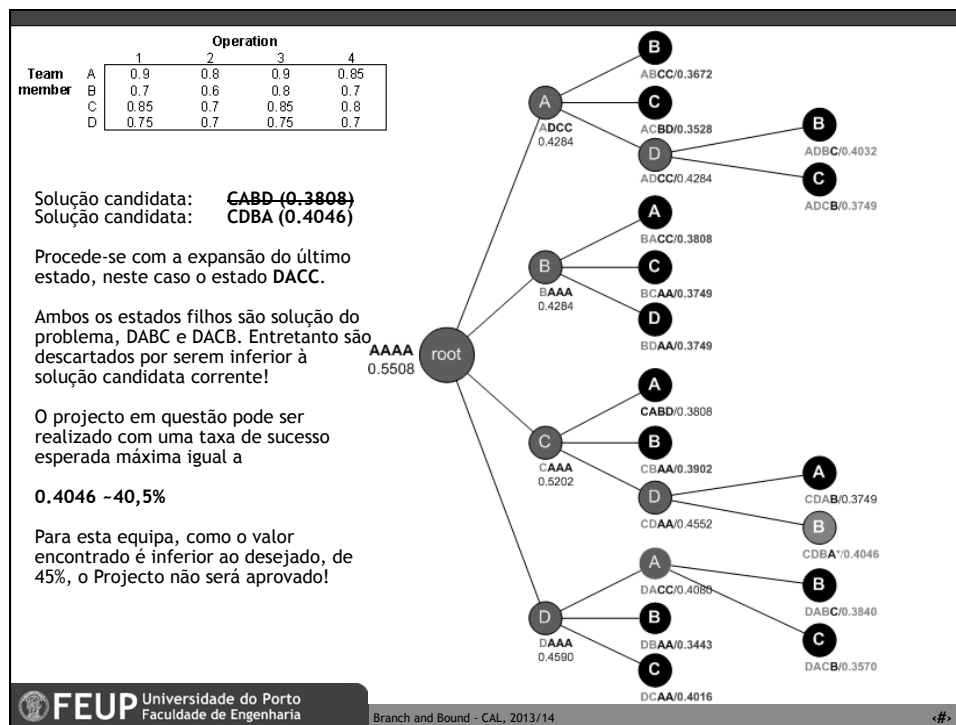 Operation
1 2 3 4
Team member
A 0.9 0.8 0.9 0.85
B 0.7 0.6 0.8 0.7
C 0.85 0.7 0.85 0.8
D 0.75 0.7 0.75 0.7
Solução candidata: CABD (0.3808)
Solução candidata: CDBA (0.4046)
Procede-se com a expansão do último
estado, neste caso o estado DACC.
Ambos os estados filhos são solução do
problema, DABC e DACB. Entretanto são
descartados por serem inferior à
solução candidata corrente!
O projecto em questão pode ser
realizado com uma taxa de sucesso
esperada máxima igual a
0.4046 ~40,5%
Para esta equipa, como o valor
encontrado é inferior ao desejado, de
45%, o Projecto não será aprovado!
AAAA
0.5508
root
A
ADCC
0.4284
B
ABCC/0.3672
C
ACBD/0.3528
D
ADCC/0.4284
B
ADBC/0.4032
C
ADCB/0.3749
B
BAAA
0.4284
A
BACC/0.3808
C
BCAA/0.3749
D
BDAA/0.3749
C
CAAA
0.5202
A
CABD/0.3808
B
CBAA/0.3902
D
CDAA/0.4552
A
CDAB/0.3749
B
CDBA*/0.4046
D
DAAA
0.4590
A
DACC/0.4080
B
DBAA/0.3443
C
DCAA/0.4016
B
DABC/0.3840
C
DACB/0.3570
FEUP Universidade do Porto
Faculdade de Engenharia
Branch and Bound - CAL, 2013/14
‹#›